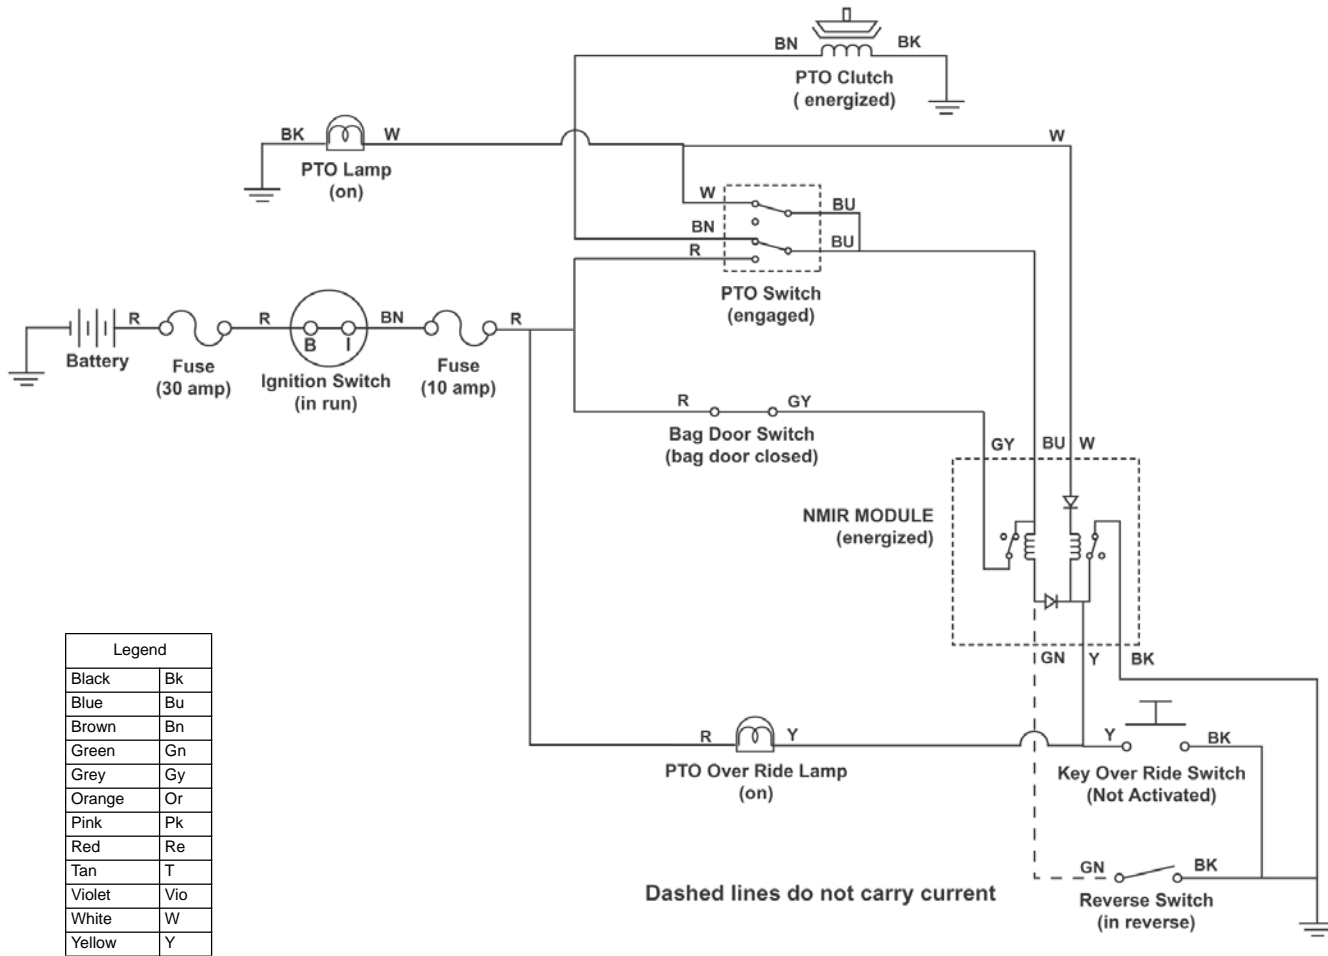 BN
BK
PTO Clutch
( energized)
BK
W
W
PTO Lamp
(on)
W
BU
BN
BU
R
PTO Switch
(engaged)
R
R
BN
R
B
I
Battery
Fuse
(30 amp)
Ignition Switch
(in run)
Fuse
(10 amp)
R
GY
Bag Door Switch
(bag door closed)
GY
BU
W
NMIR MODULE
(energized)
GN
Y
BK
R
Y
PTO Over Ride Lamp
(on)
Y
BK
Key Over Ride Switch
(Not Activated)
GN
BK
Reverse Switch
(in reverse)
Dashed lines do not carry current
Legend
Black Bk
Blue Bu
Brown Bn
Green Gn
Grey Gy
Orange Or
Pink Pk
Red Re
Tan T
Violet Vio
White W
Yellow Y